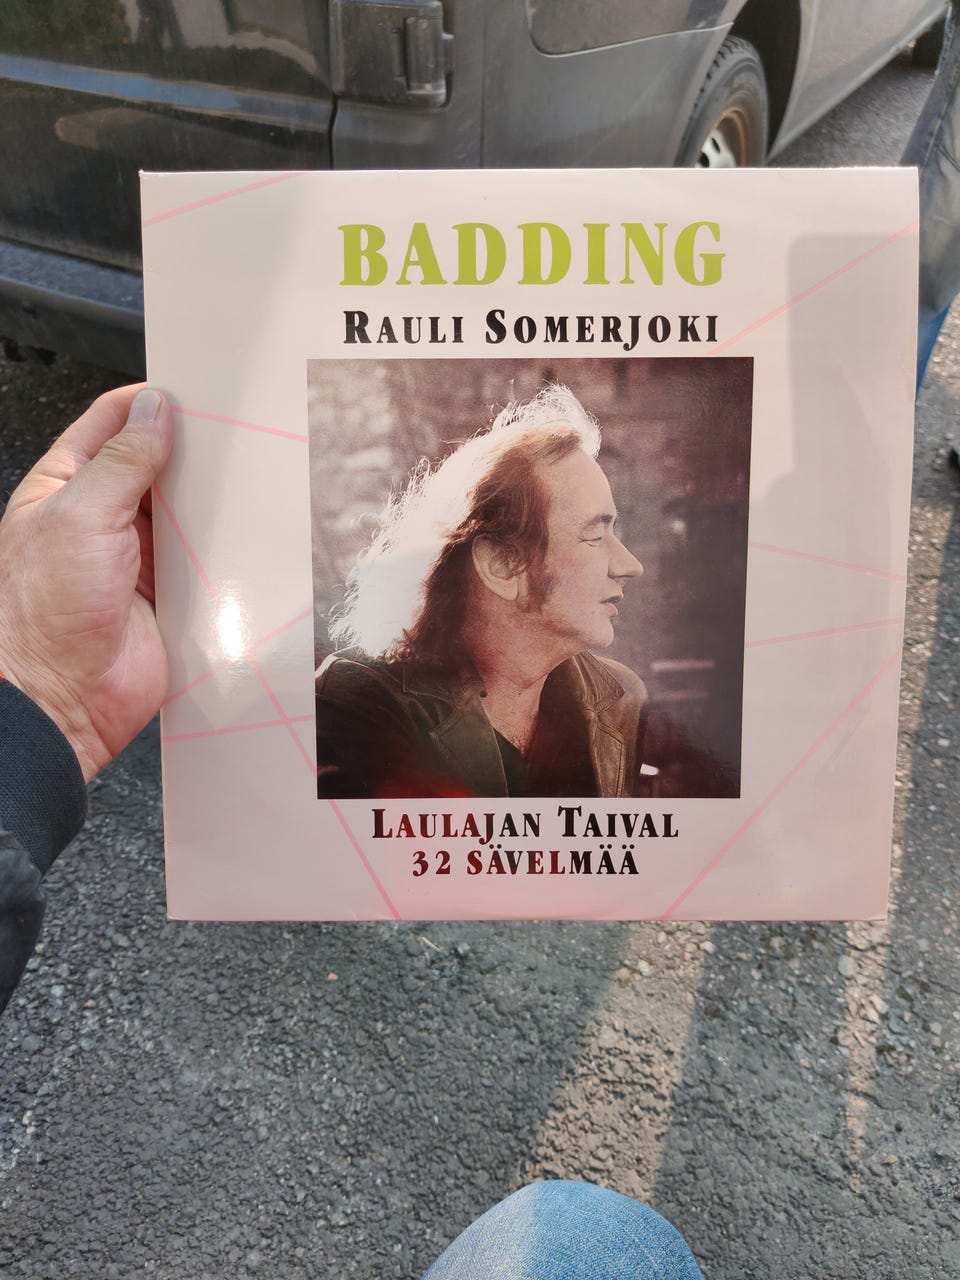 BADDING
RAULI SOMERJOKI
LAULAJAN TAIVAL
32 SÄVELMÄÄ